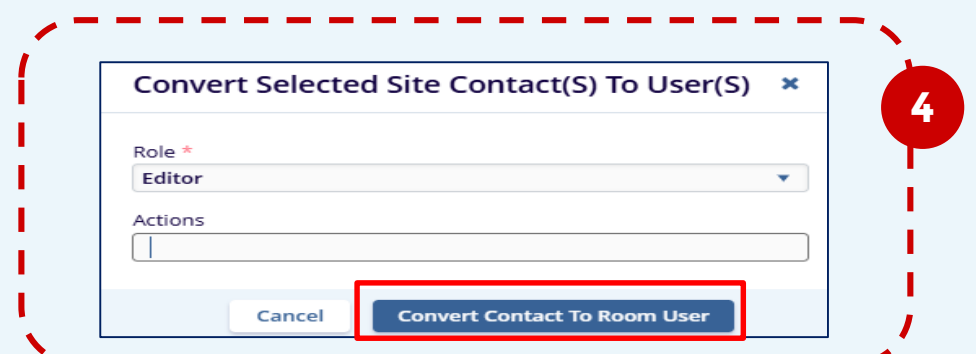 Convert Selected Site Contact(S) To User(S) ×
4
Role *
Editor
Actions
Cancel
Convert Contact To Room User